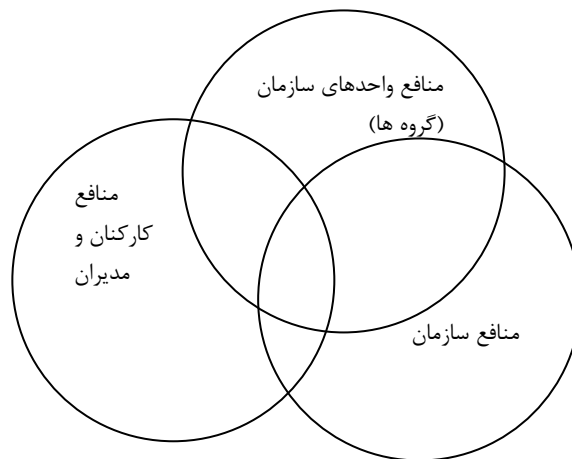 منافع واحدهای سازمان
(گروه ها)
منافع
کارکنان و
مدیران
منافع سازمان